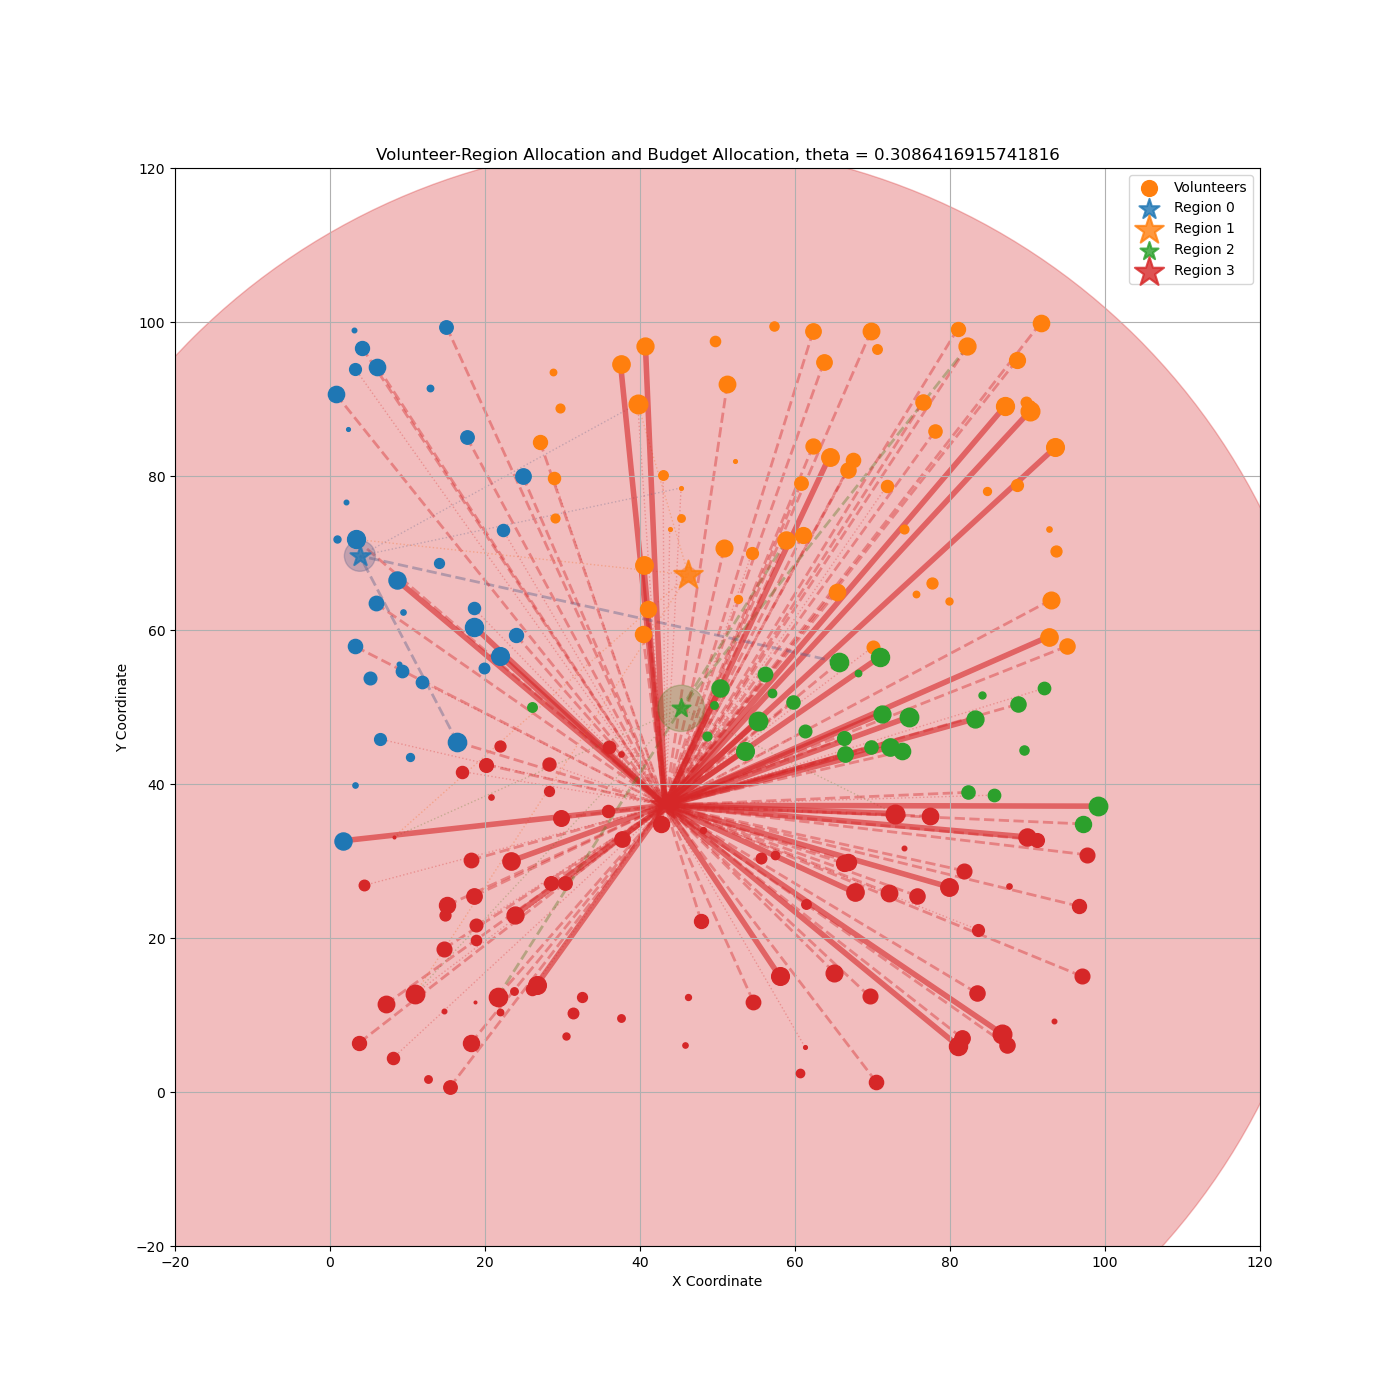 Volunteer-Region Allocation and Budget Allocation, theta = 0.3086416915741816
Volunteers
Region 0
Region 1
Region 2
Region 3
Y Coordinate
120
100
80
60
40
20
0
−20
−20
0
20
40
60
80
100
120
X Coordinate